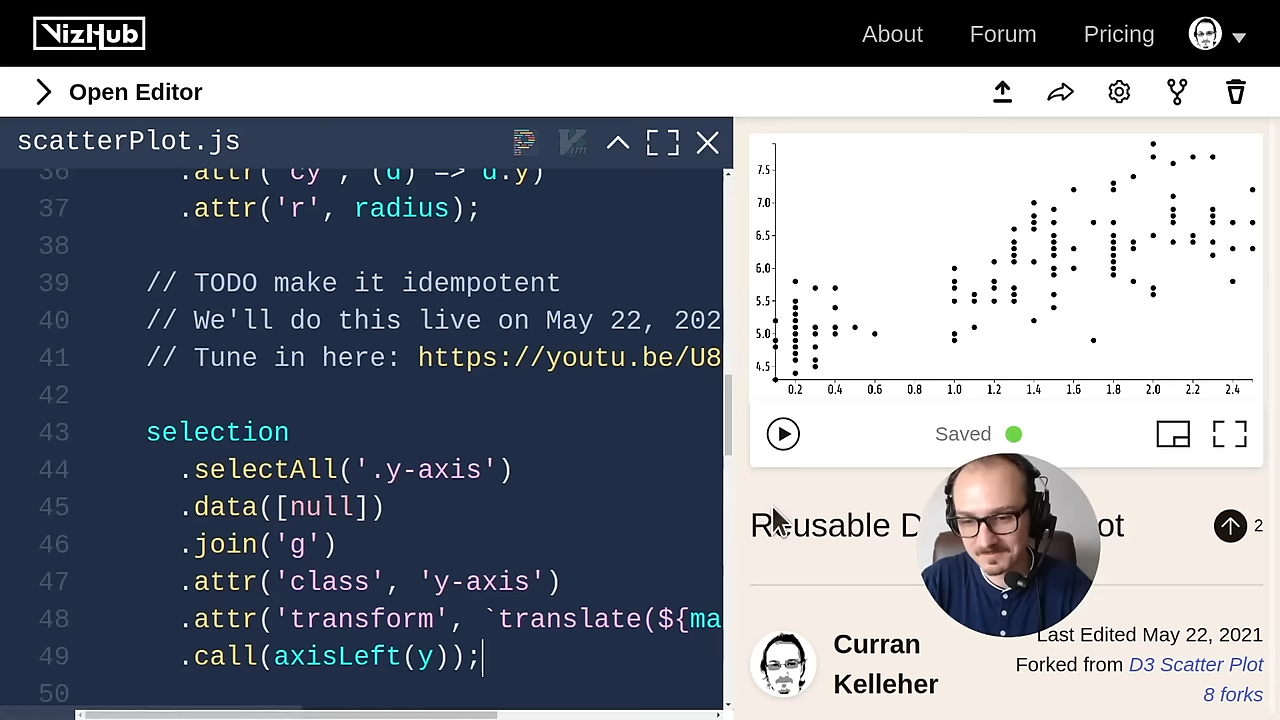 VizHub
About Forum Pricing
Open Editor
scatterPlot.js
36 .attr('cy', (d) => d.y)
37 .attr('r', radius);
38
39 // TODO make it idempotent
40 // We'll do this live on May 22, 202
41 // Tune in here: https://youtu.be/U8
42
43 selection
44 .selectAll('.y-axis')
45 .data([null])
46 .join('g')
47 .attr('class', 'y-axis')
48 .attr('transform', `translate(${ma
49 .call(axisLeft(y));
50
7.5
7.0
6.5
6.0
5.5
5.0
4.5
0.2 0.4 0.6 0.8 1.0 1.2 1.4 1.6 1.8 2.0 2.2 2.4
Saved
Reusable D ot
2
Curran
Kelleher
Last Edited May 22, 2021
Forked from D3 Scatter Plot
8 forks